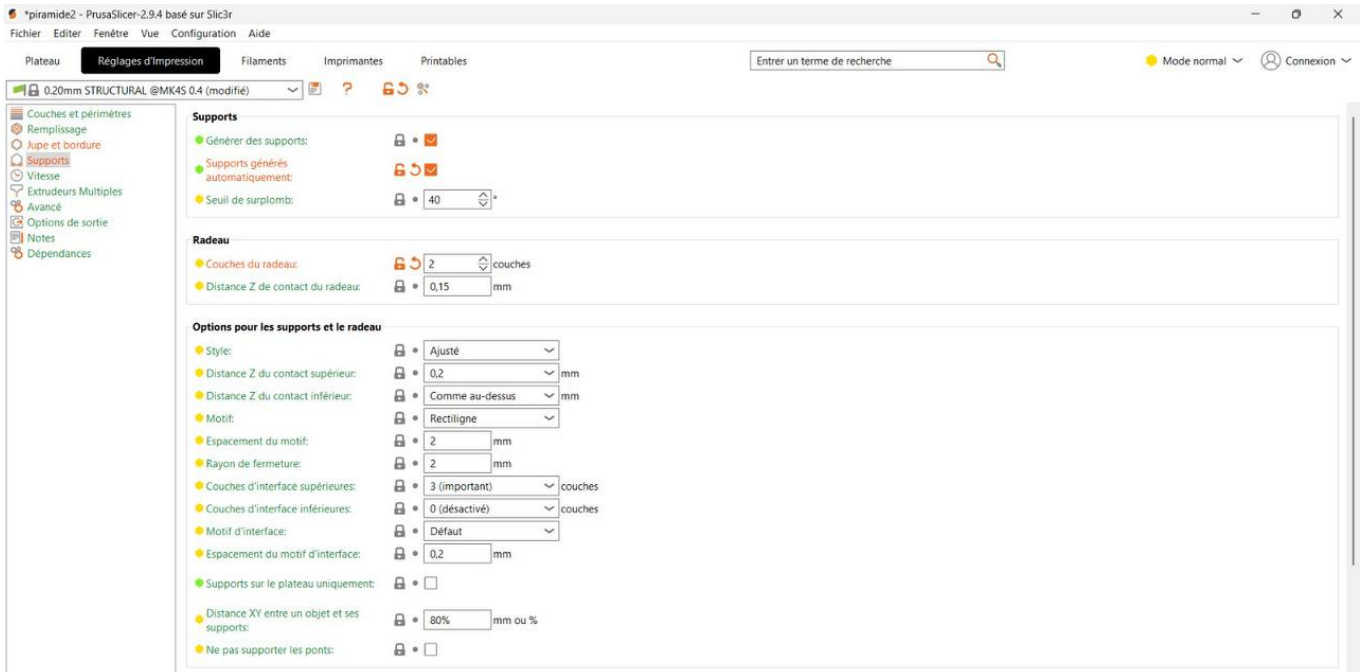 *piramide2 - PrusaSlicer-2.9.4 basé sur Slic3r
Fichier Editer Fenêtre Vue Configuration Aide
Plateau Réglages d'Impression Filaments Imprimantes Printables Entrer un terme de recherche Mode normal Connexion
0.20mm STRUCTURAL @MK4S 0.4 (modifié) ?
Couches et périmètres
Remplissage
Jupe et bordure
Supports
Vitesse
Extrudeurs Multiples
Avancé
Options de sortie
Notes
Dépendances
Supports
Générer des supports:
Supports générés
automatiquement:
Seuil de surplomb: 40 °
Radeau
Couches du radeau: 2 couches
Distance Z de contact du radeau: 0,15 mm
Options pour les supports et le radeau
Style: Ajusté
Distance Z du contact supérieur: 0,2 mm
Distance Z du contact inférieur: Comme au-dessus mm
Motif: Rectiligne
Espacement du motif: 2 mm
Rayon de fermeture: 2 mm
Couches d'interface supérieures: 3 (important) couches
Couches d'interface inférieures: 0 (désactivé) couches
Motif d'interface: Défaut
Espacement du motif d'interface: 0,2 mm
Supports sur le plateau uniquement:
Distance XY entre un objet et ses
supports: 80% mm ou %
Ne pas supporter les ponts: